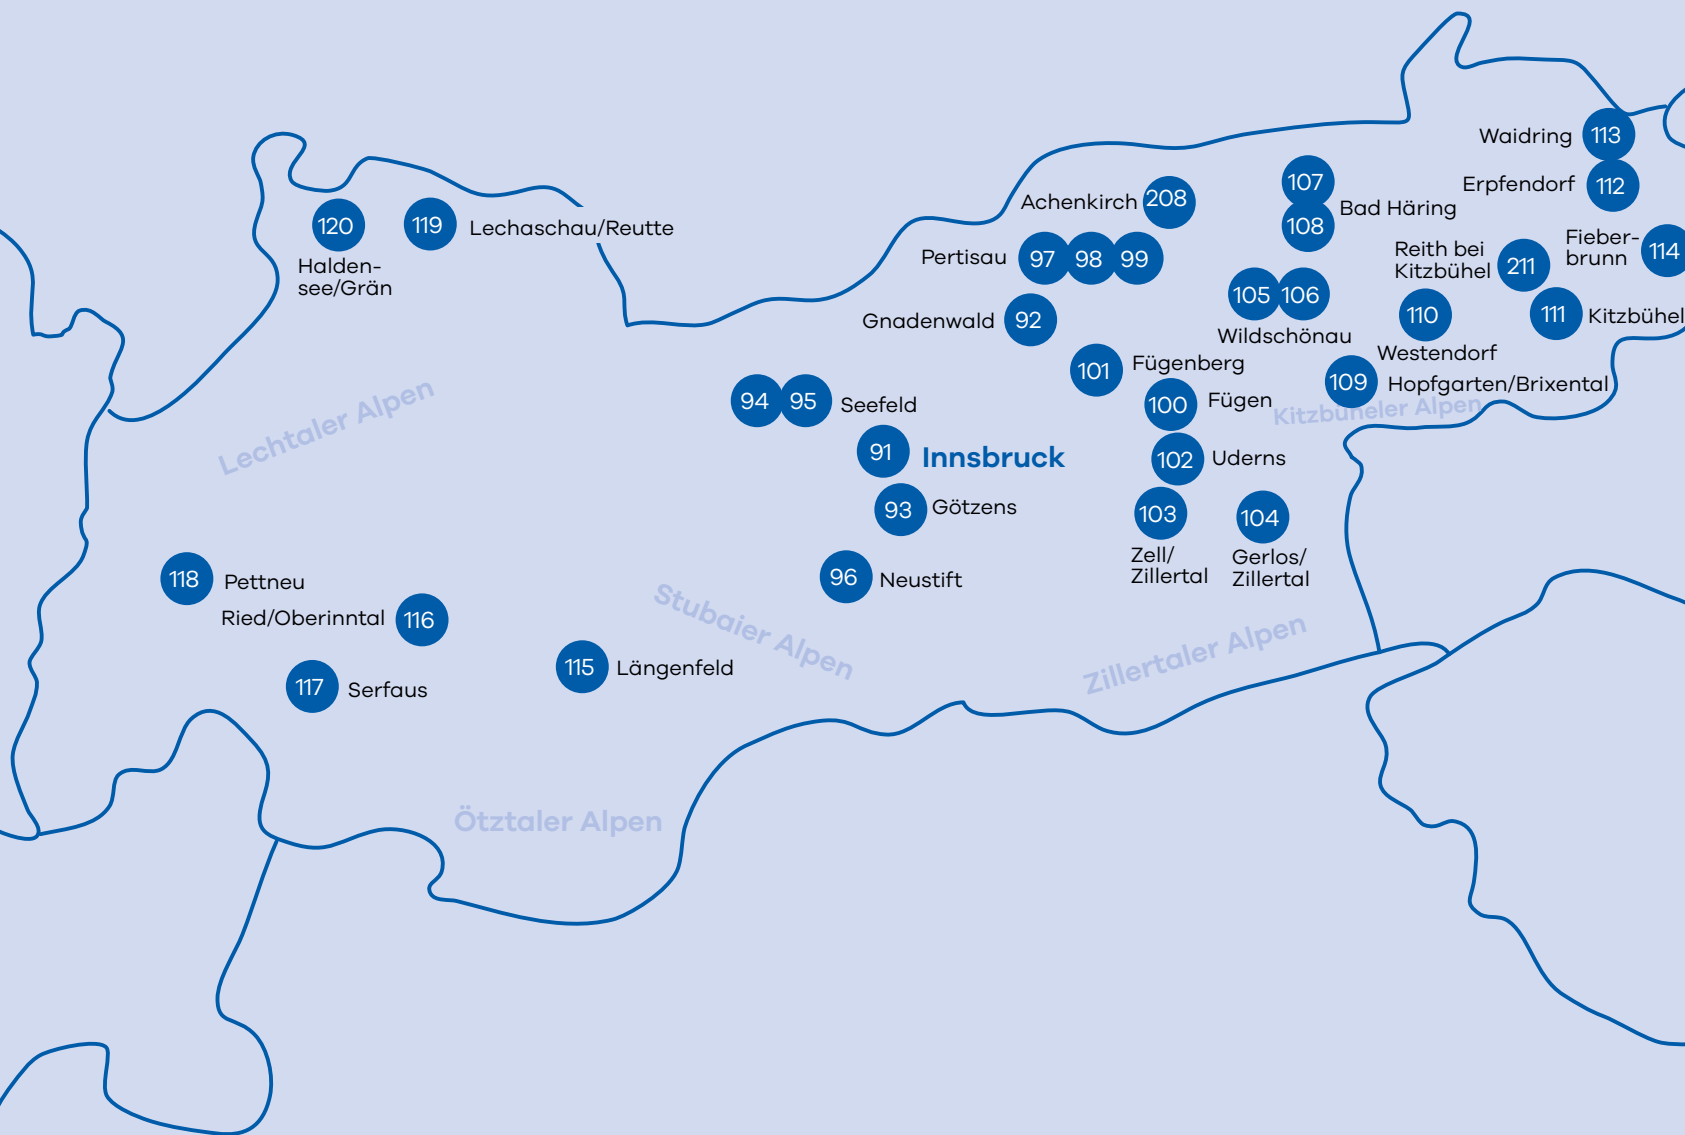 Waidring 113
Erpfendorf 112
107
Achenkirch 208
Bad Häring
108
120
119 Lechaschau/Reutte
Fieber-
brunn 114
Reith bei
Kitzbühel 211
Pertisau 97 98 99
Halden-
see/Grän
105 106
110
111 Kitzbühel
Gnadenwald 92
Wildschönau
Westendorf
101 Fügenberg
109 Hopfgarten/Brixental
94 95 Seefeld
100 Fügen
Kitzbüheler Alpen
Lechtaler Alpen
91 Innsbruck
102 Uderns
93 Götzens
103
104
Zell/
Zillertal
Gerlos/
Zillertal
118 Pettneu
96 Neustift
Ried/Oberinntal 116
Stubaier Alpen
Zillertaler Alpen
115 Längenfeld
117 Serfaus
Ötztaler Alpen